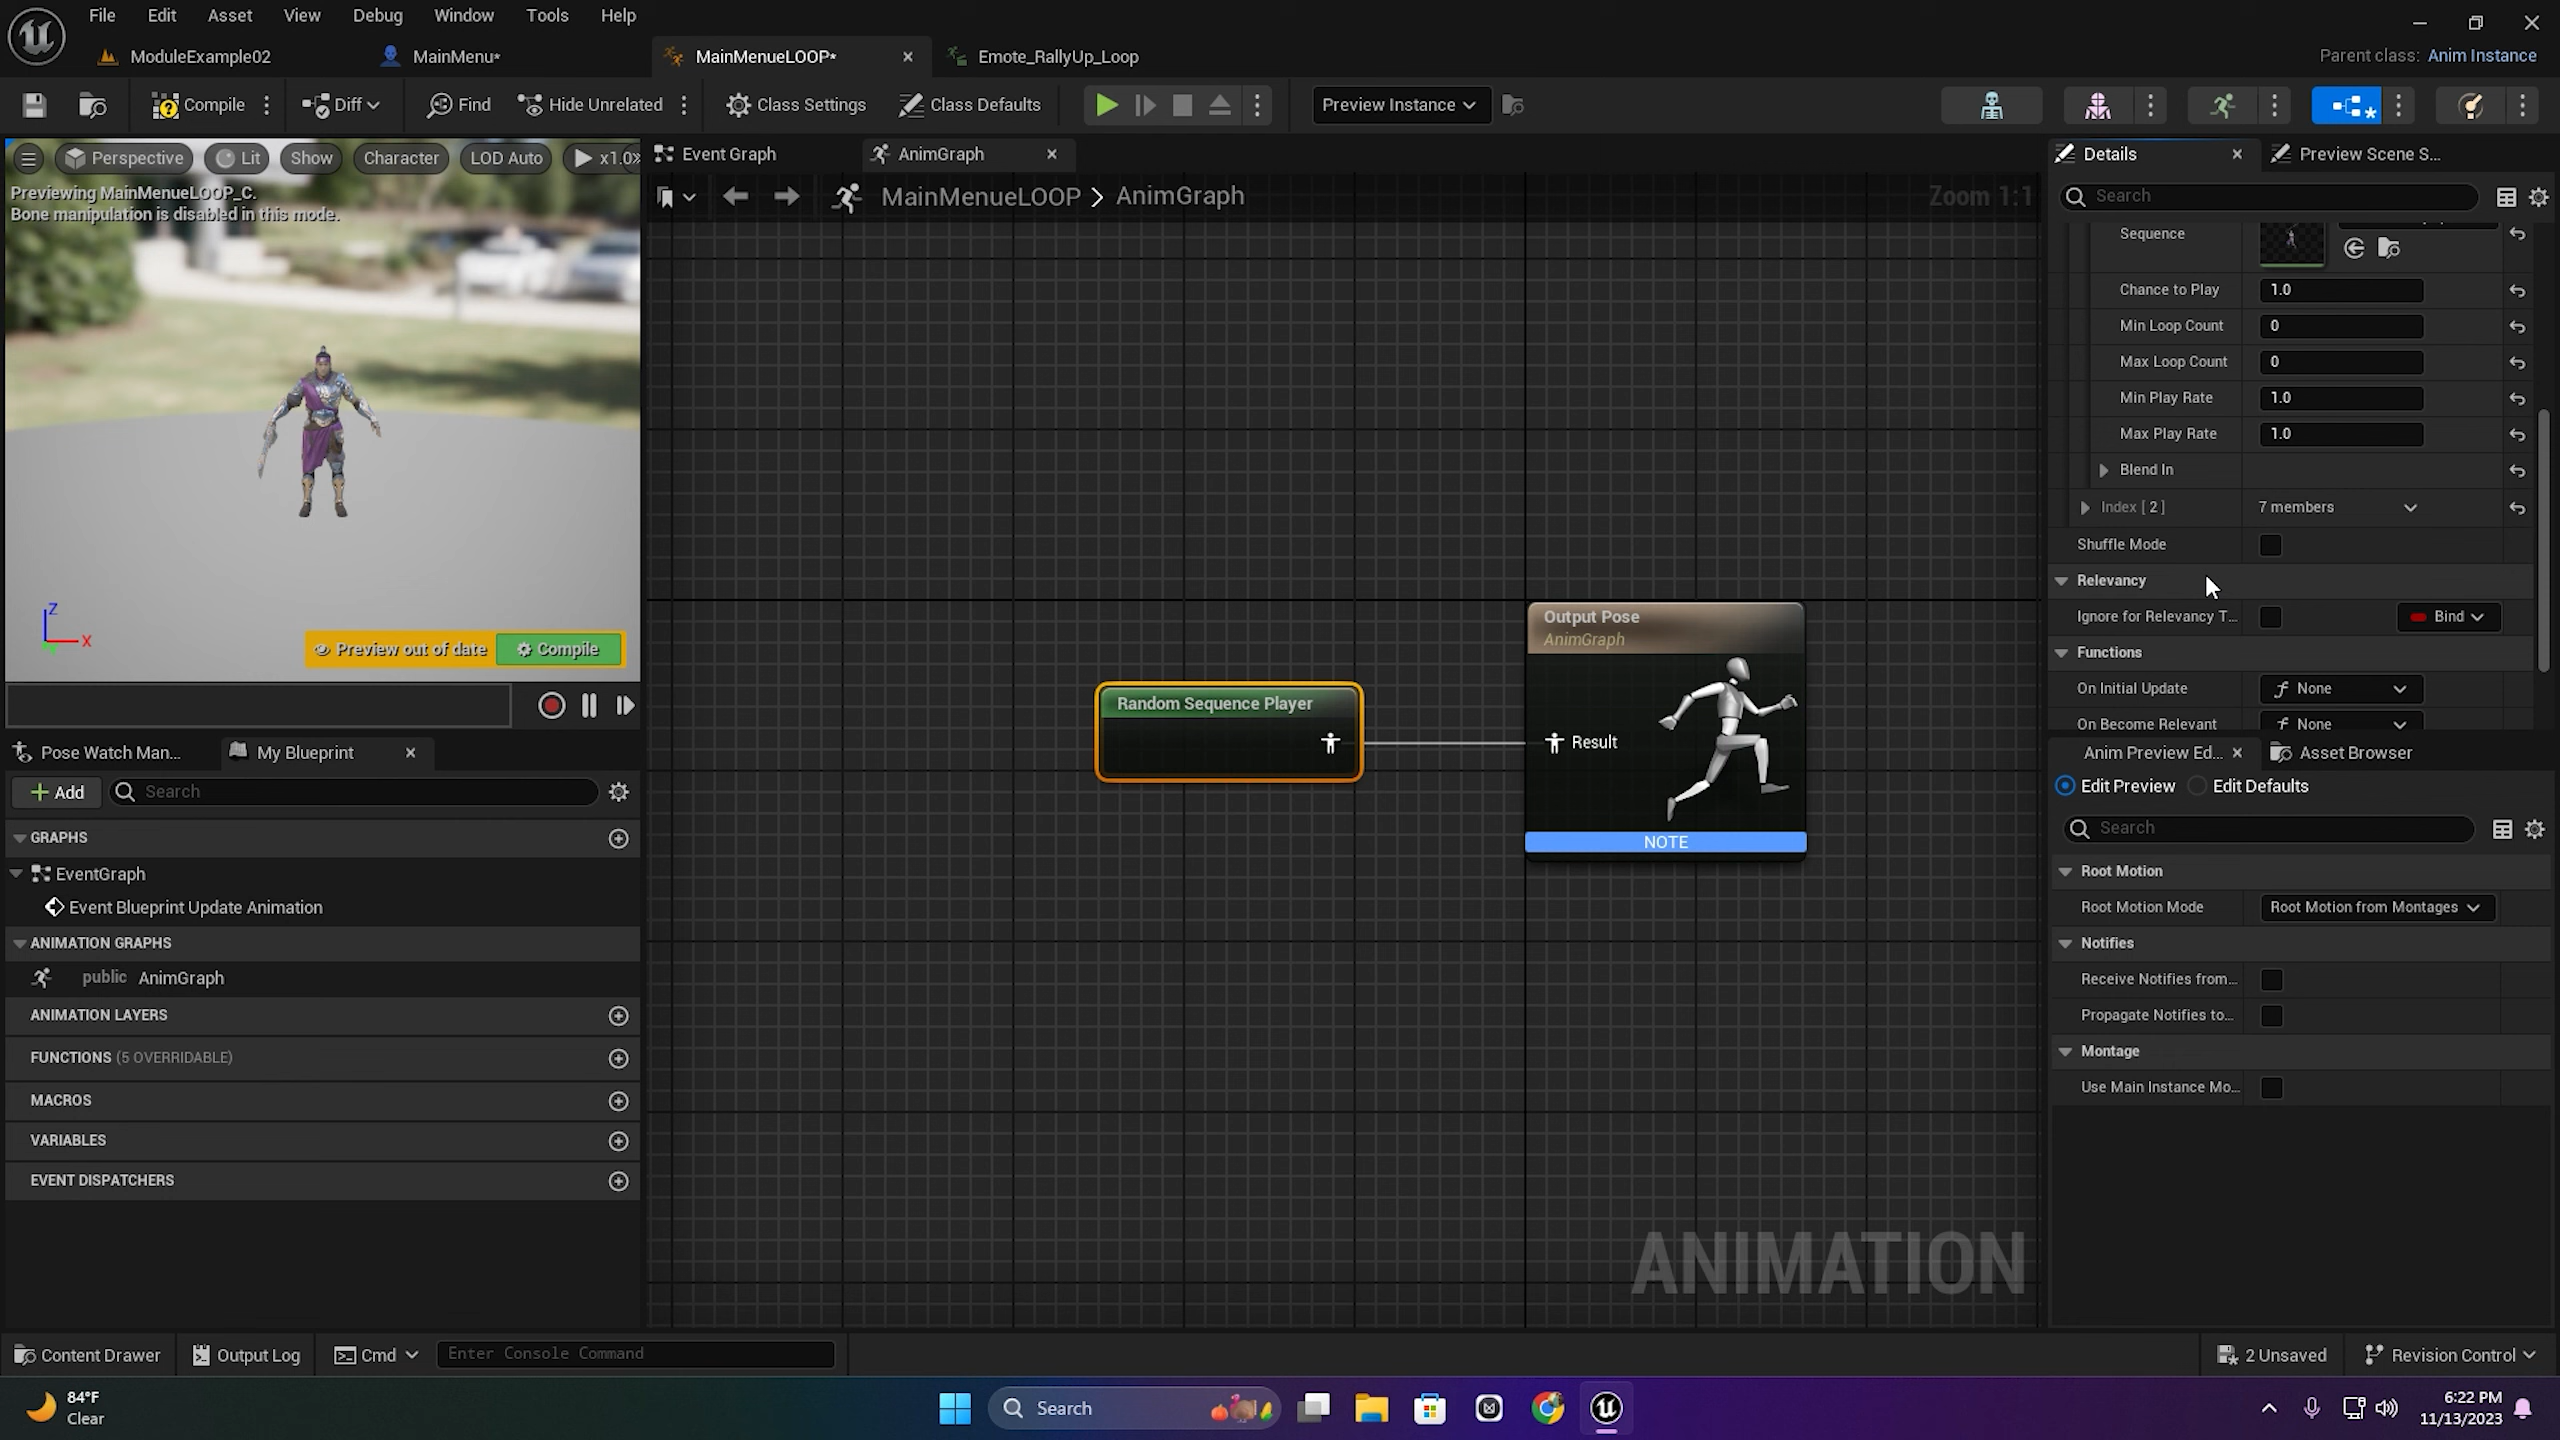 File Edit Asset View Debug Window Tools Help
ModuleExample02 MainMenu* MainMenueLOOP* Emote_RallyUp_Loop Parent class: Anim Instance
Compile Diff Find Hide Unrelated Class Settings Class Defaults Preview Instance
Perspective Lit Show Character LOD Auto x1.0
Previewing MainMenueLOOP_C.
Bone manipulation is disabled in this mode.
Z
X
Preview out of date Compile
Pose Watch Man... My Blueprint
Add Search
GRAPHS
EventGraph
Event Blueprint Update Animation
ANIMATION GRAPHS
public AnimGraph
ANIMATION LAYERS
FUNCTIONS (5 OVERRIDABLE)
MACROS
VARIABLES
EVENT DISPATCHERS
Event Graph AnimGraph
MainMenueLOOP > AnimGraph Zoom 1:1
Random Sequence Player
Output Pose
AnimGraph
Result
NOTE
ANIMATION
Details Preview Scene S...
Search
Sequence
Chance to Play 1.0
Min Loop Count 0
Max Loop Count 0
Min Play Rate 1.0
Max Play Rate 1.0
Blend In
Index [ 2 ] 7 members
Shuffle Mode
Relevancy
Ignore for Relevancy T... Bind
Functions
On Initial Update None
On Become Relevant None
Anim Preview Ed... Asset Browser
Edit Preview Edit Defaults
Search
Root Motion
Root Motion Mode Root Motion from Montages
Notifies
Receive Notifies from...
Propagate Notifies to...
Montage
Use Main Instance Mo...
Content Drawer Output Log Cmd Enter Console Command 2 Unsaved Revision Control
84°F
Clear
Search
6:22 PM
11/13/2023